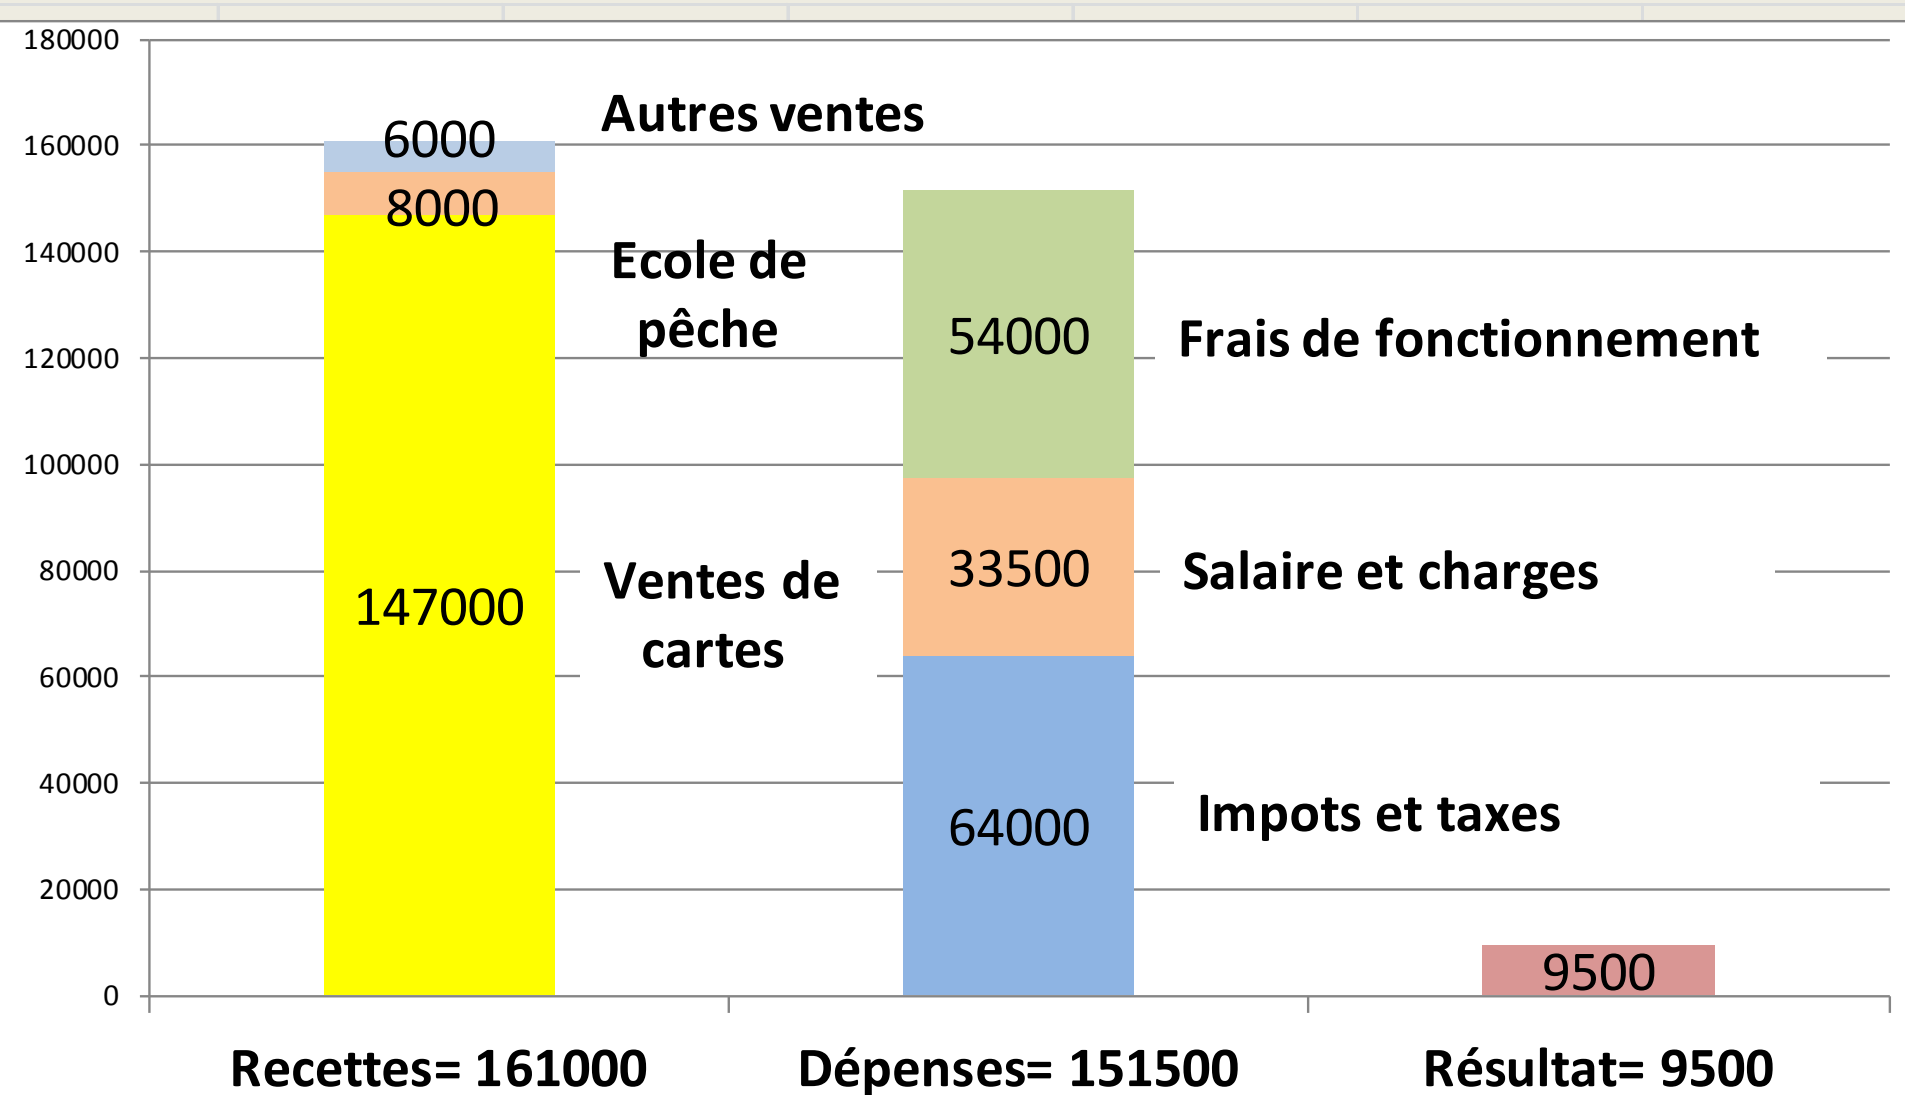 180000
160000
140000
120000
100000
80000
60000
40000
20000
0
6000
8000
147000
Autres ventes
Ecole de
pêche
Ventes de
cartes
54000
33500
64000
Frais de fonctionnement
Salaire et charges
Impots et taxes
9500
Recettes= 161000
Dépenses= 151500
Résultat= 9500